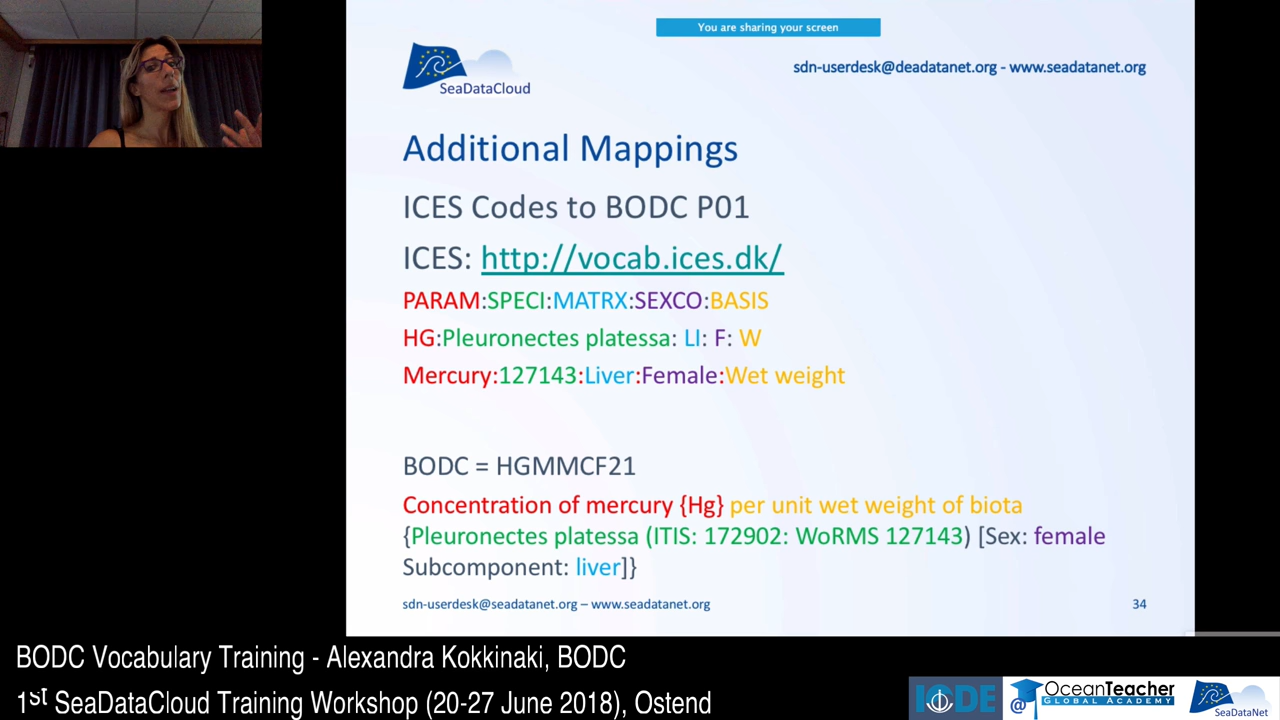 You are sharing your screen
SeaDataCloud
sdn-userdesk@deadatanet.org - www.seadatanet.org
Additional Mappings
ICES Codes to BODC P01
ICES: http://vocab.ices.dk/
PARAM:SPECI:MATRX:SEXCO:BASIS
HG:Pleuronectes platessa: LI: F: W
Mercury:127143:Liver:Female:Wet weight
BODC = HGMMCF21
Concentration of mercury {Hg} per unit wet weight of biota
{Pleuronectes platessa (ITIS: 172902: WoRMS 127143) [Sex: female
Subcomponent: liver]}
sdn-userdesk@seadatanet.org – www.seadatanet.org
34
BODC Vocabulary Training - Alexandra Kokkinaki, BODC
1st SeaDataCloud Training Workshop (20-27 June 2018), Ostend
IODE
@ OceanTeacher
GLOBAL ACADEMY
SeaDataNet